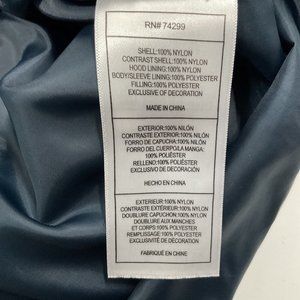 RN# 74299
SHELL:100% NYLON
CONTRAST SHELL:100% NYLON
HOOD LINING:100% NYLON
BODY/SLEEVE LINING:100% POLYESTER
FILLING:100% POLYESTER
EXCLUSIVE OF DECORATION
MADE IN CHINA
EXTERIOR:100% NILÓN
CONTRASTE EXTERIOR:100% NILÓN
FORRO DE CAPUCHA:100% NILÓN
FORRO DEL CUERPO/LA MANGA:
100% POLIÉSTER
RELLENO:100% POLIÉSTER
EXCLUSIVO DE DECORACIÓN
HECHO EN CHINA
EXTERIEUR:100% NYLON
CONTRASTE EXTÉRIEUR:100% NYLON
DOUBLURE CAPUCHON:100% NYLON
DOUBLURE AUX MANCHES
ET CORPS:100% POLYESTER
REMPLISSAGE:100% POLYESTER
EXCLUSIF DE DÉCORATION
FABRIQUÉ EN CHINE